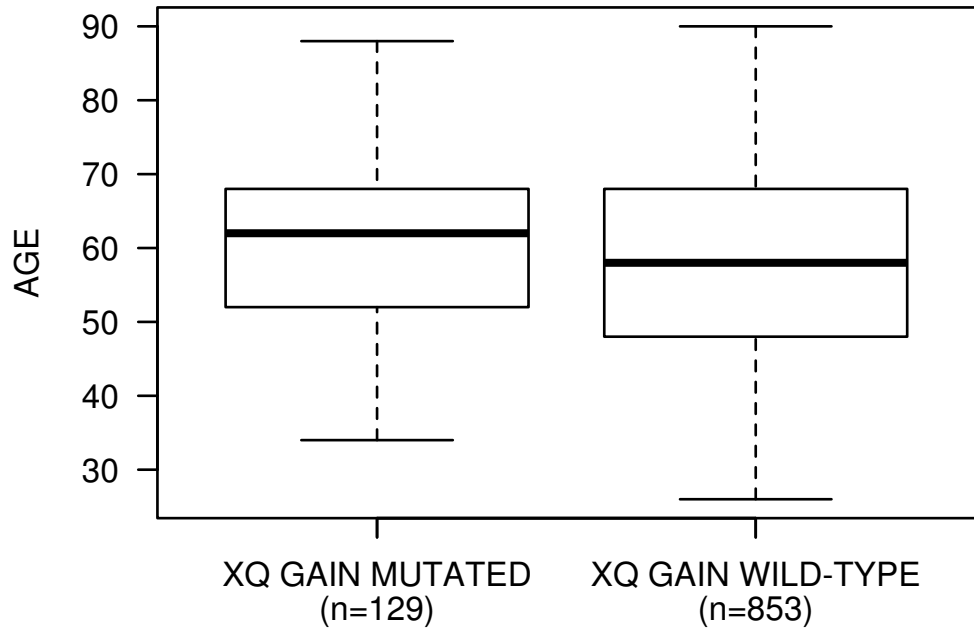 AGE
90
80
70
60
50
40
30
XQ GAIN MUTATED
(n=129)
XQ GAIN WILD-TYPE
(n=853)